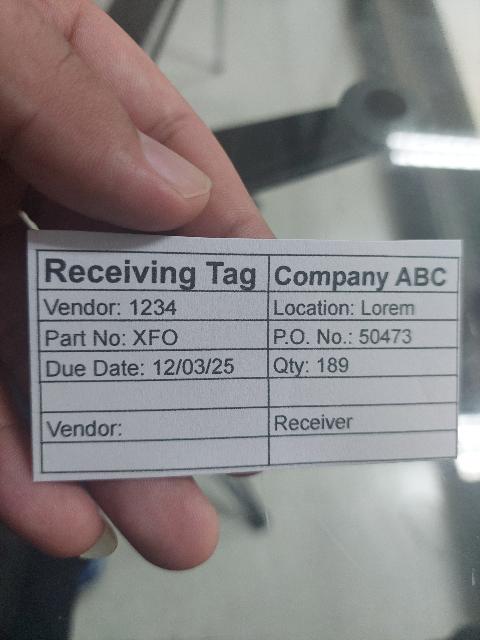 Receiving Tag Company ABC
Vendor: 1234 Location: Lorem
Part No: XFO P.O. No.: 50473
Due Date: 12/03/25 Qty: 189
Vendor: Receiver